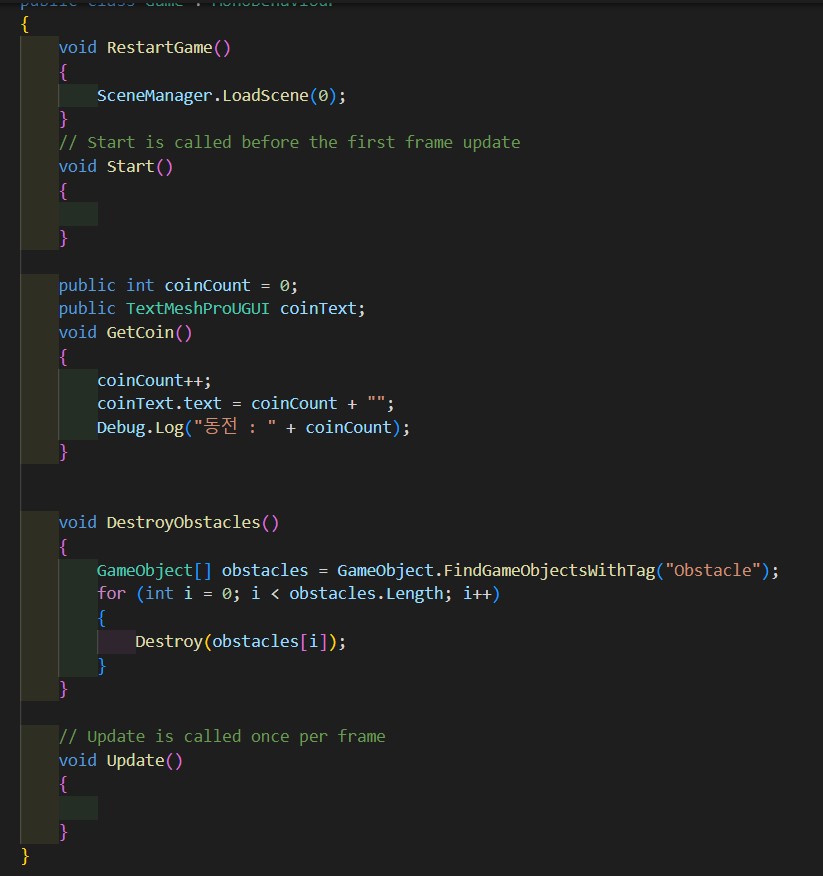 public class Game : MonoBehaviour
{
void RestartGame()
{
SceneManager.LoadScene(0);
}
// Start is called before the first frame update
void Start()
{
}
public int coinCount = 0;
public TextMeshProUGUI coinText;
void GetCoin()
{
coinCount++;
coinText.text = coinCount + "";
Debug.Log("동전 : " + coinCount);
}
void DestroyObstacles()
{
GameObject[] obstacles = GameObject.FindGameObjectsWithTag("Obstacle");
for (int i = 0; i < obstacles.Length; i++)
{
Destroy(obstacles[i]);
}
}
// Update is called once per frame
void Update()
{
}
}